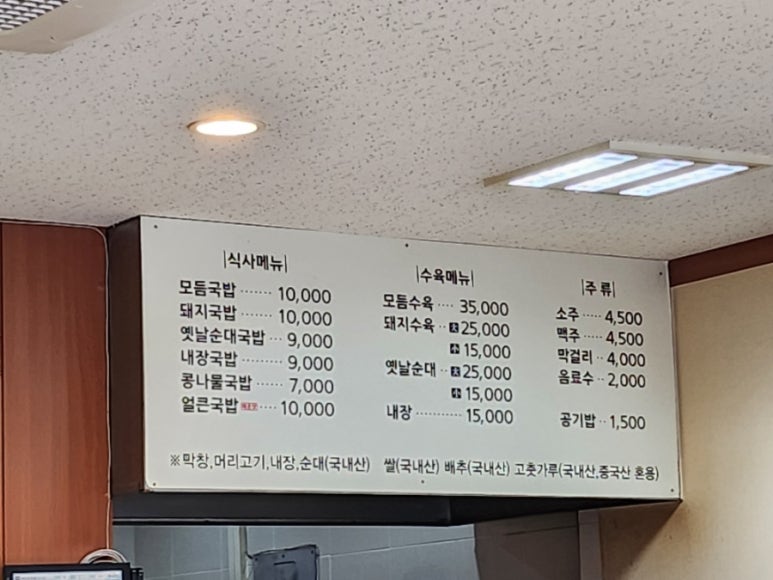 |식사메뉴|
모듬국밥 ······· 10,000
돼지국밥 ······· 10,000
옛날순대국밥 ·· 9,000
내장국밥 ········ 9,000
콩나물국밥 ······ 7,000
얼큰국밥 ···· 10,000
|수육메뉴|
모듬수육 ···· 35,000
돼지수육 ·· 大 25,000
小 15,000
옛날순대 ·· 大 25,000
小 15,000
내장 ·········· 15,000
|주 류|
소주 ····· 4,500
맥주 ····· 4,500
막걸리 ·· 4,000
음료수 ·· 2,000
공기밥 ·· 1,500
※막창,머리고기,내장,순대(국내산) 쌀(국내산) 배추(국내산) 고춧가루(국내산,중국산 혼용)